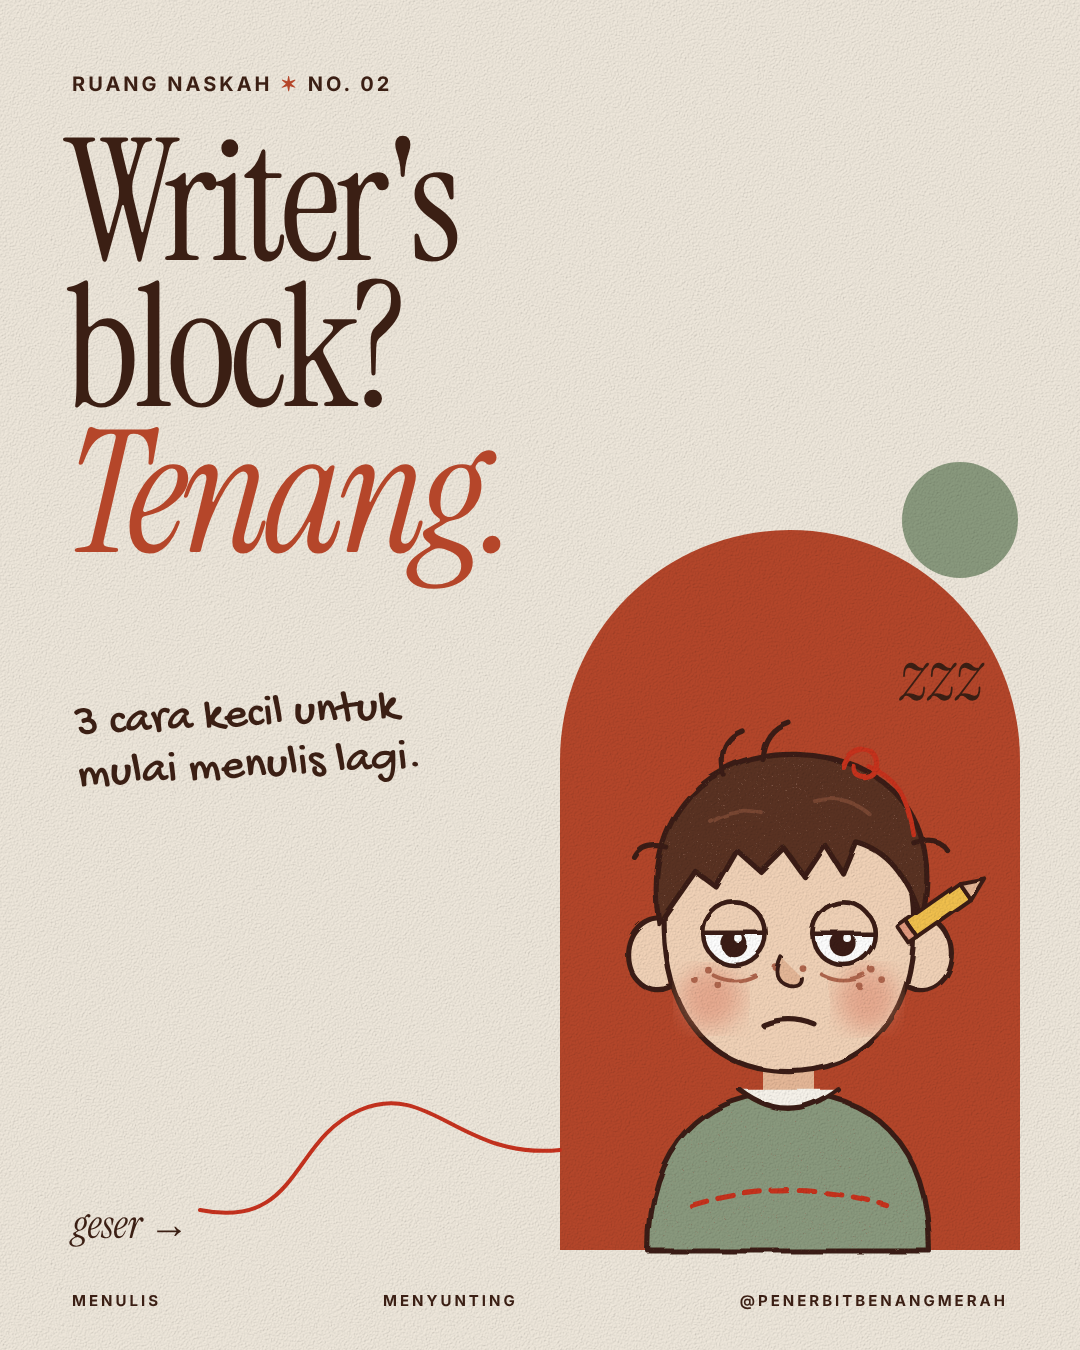 RUANG NASKAH ✶ NO. 02
Writer's
block?
Tenang.
3 cara kecil untuk
mulai menulis lagi.
zzz
geser →
MENULIS
MENYUNTING
@PENERBITBENANGMERAH